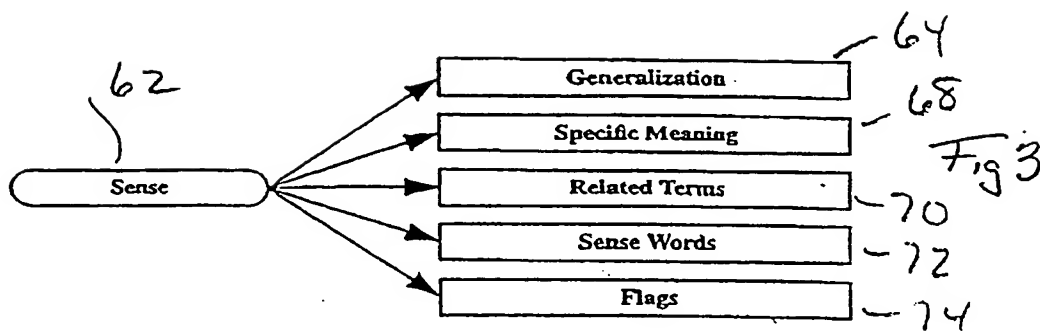 64
Generalization
62
68
Specific Meaning
Fig 3
Sense
Related Terms
70
Sense Words
72
Flags
74